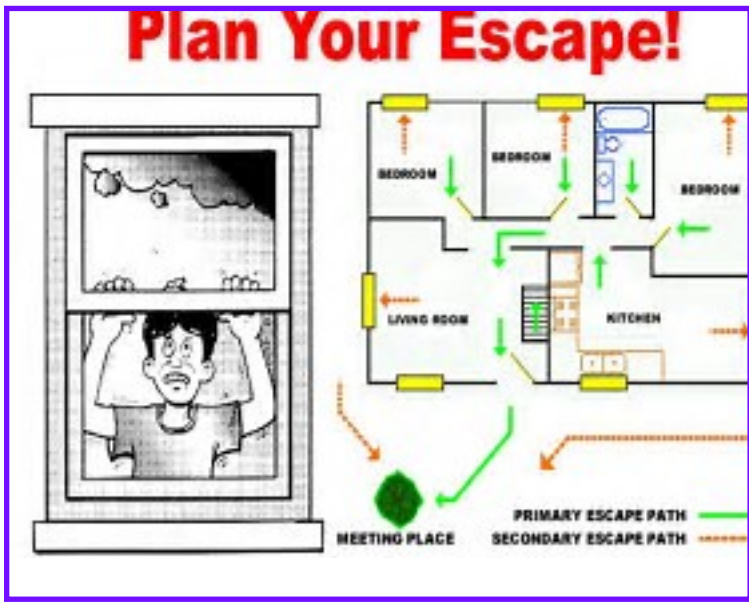 Plan Your Escape!
BEDROOM
BEDROOM
BEDROOM
LIVING ROOM
KITCHEN
MEETING PLACE
PRIMARY ESCAPE PATH
SECONDARY ESCAPE PATH